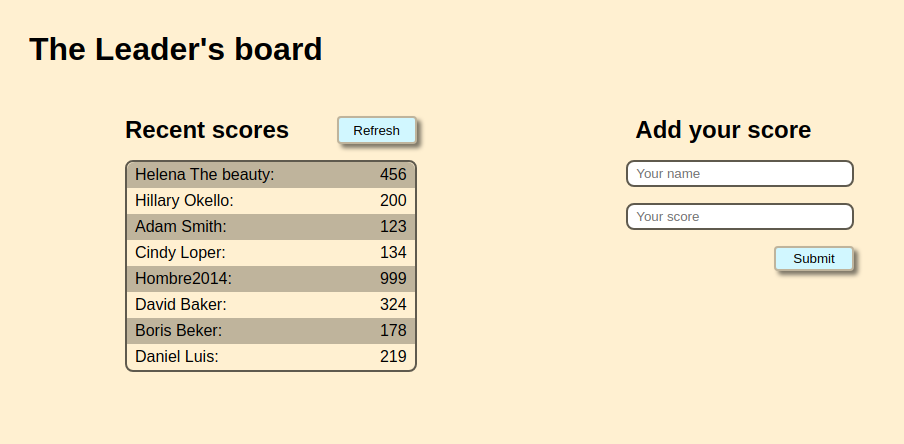 The Leader's board
Recent scores
Refresh
Helena The beauty: 456
Hillary Okello: 200
Adam Smith: 123
Cindy Loper: 134
Hombre2014: 999
David Baker: 324
Boris Beker: 178
Daniel Luis: 219
Add your score
Your name
Your score
Submit